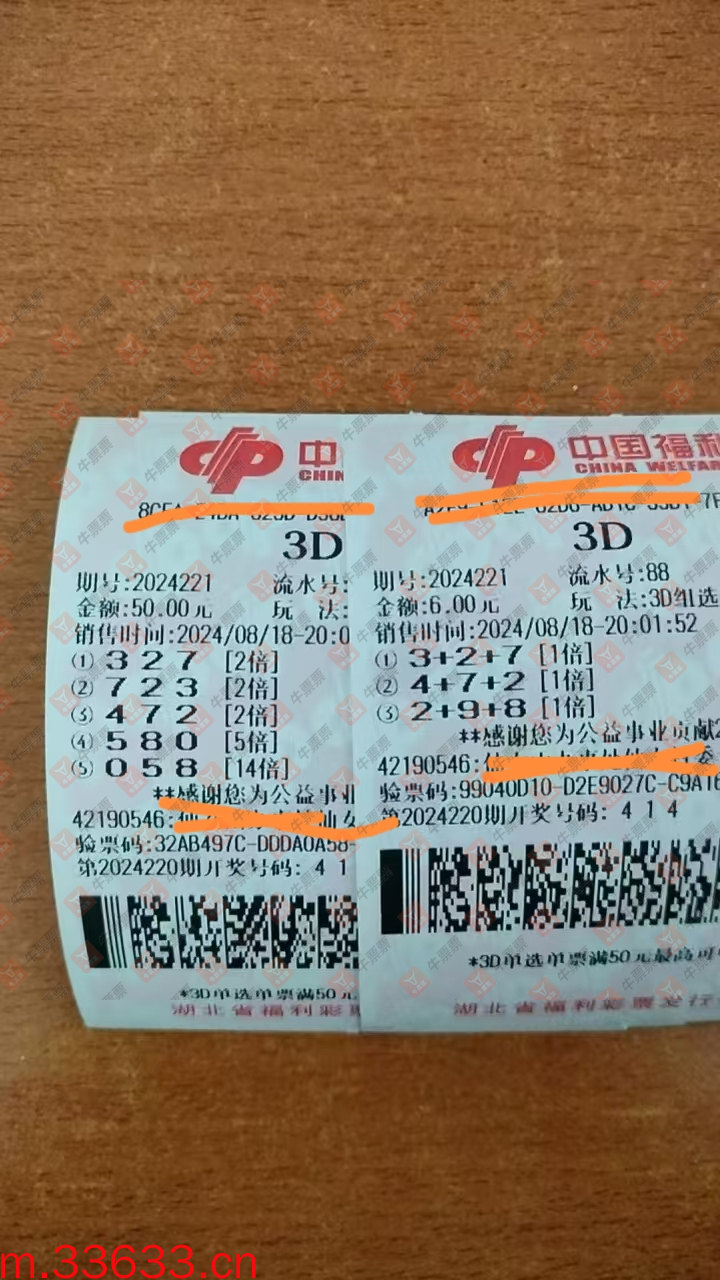 中
CHIN
3D
期号:2024221 流水号:
金额:50.00元 玩 法:
销售时间:2024/08/18-20:0
① 3 2 7 [2倍]
② 7 2 3 [2倍]
③ 4 7 2 [2倍]
④ 5 8 0 [5倍]
⑤ 0 5 8 [14倍]
**感谢您为公益事业
42190546:
验票码:32AB497C-DDDA0A58-
第2024220期开奖号码: 4 1
*3D单选单票满50元
湖北省福利彩票
中国福利
CHINA WELFAR
3D
期号:2024221 流水号:88
金额:6.00元 玩 法:3D组选
销售时间:2024/08/18-20:01:52
① 3+2+7 [1倍]
② 4+7+2 [1倍]
③ 2+9+8 [1倍]
**感谢您为公益事业贡献2
42190546:
验票码:99040D10-D2E9027C-C9A16
第2024220期开奖号码: 4 1 4
*3D单选单票满50元最高可
湖北省福利彩票发行
牛票票
m.33633.cn